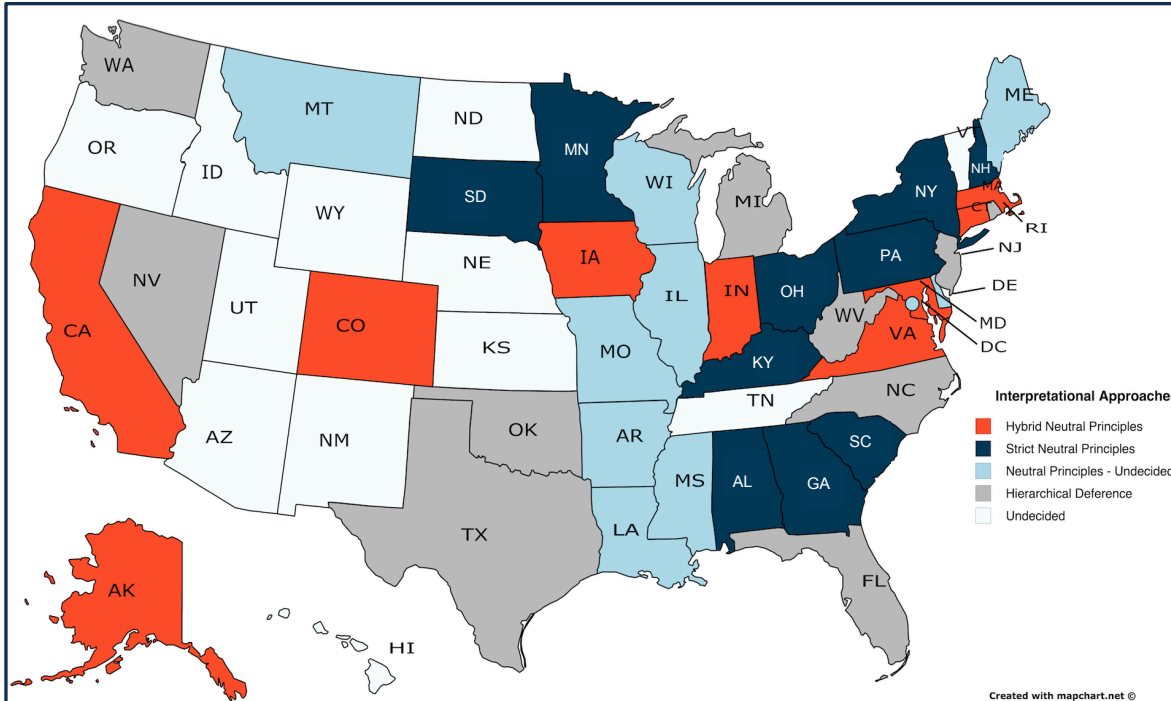 WA
MT
ND
MN
ME
VT
OR
ID
SD
WI
NH
NY
MA
WY
MI
CT
RI
NJ
IA
PA
NE
NV
IL
IN
OH
DE
UT
WV
MD
CA
CO
VA
DC
KS
MO
KY
NC
TN
AZ
NM
OK
AR
SC
MS
AL
GA
TX
LA
FL
AK
HI
Interpretational Approaches
Hybrid Neutral Principles
Strict Neutral Principles
Neutral Principles - Undecided
Hierarchical Deference
Undecided
Created with mapchart.net ©